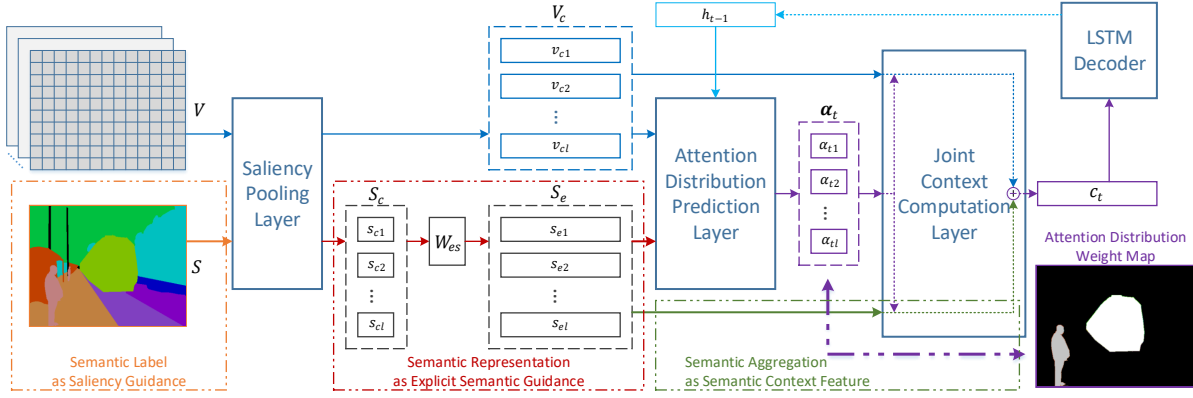 V
S
Saliency
Pooling
Layer
Semantic Label
as Saliency Guidance
V_c
v_{c1}
v_{c2}
⋮
v_{cl}
S_c
s_{c1}
s_{c2}
⋮
s_{cl}
W_{es}
S_e
s_{e1}
s_{e2}
⋮
s_{el}
Semantic Representation
as Explicit Semantic Guidance
h_{t-1}
Attention
Distribution
Prediction
Layer
α_t
α_{t1}
α_{t2}
⋮
α_{tl}
Semantic Aggregation
as Semantic Context Feature
Joint
Context
Computation
Layer
LSTM
Decoder
c_t
Attention Distribution
Weight Map